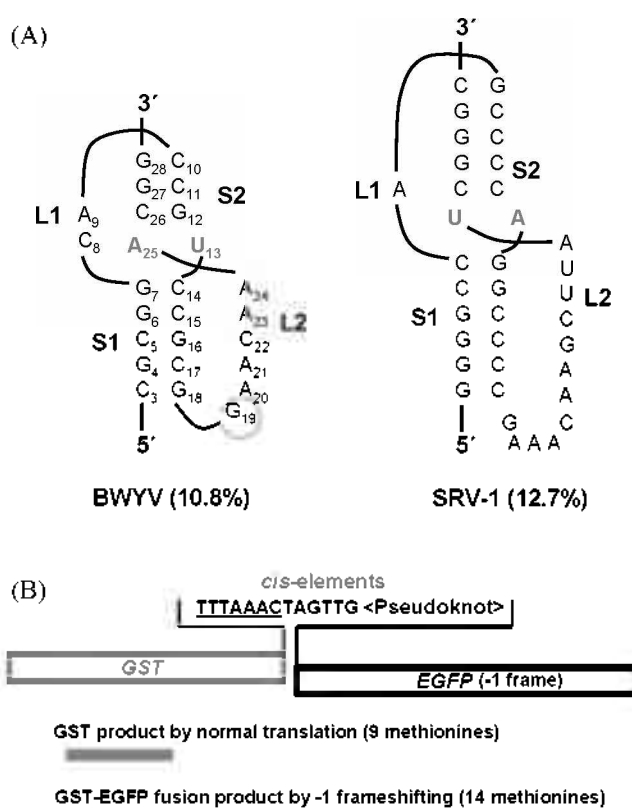 (A)
3´
G28 C10
G27 C11
C26 G12
S2
L1
A9
C8
A25 U13
G7 C14
G6 C15
C5 G16
G4 C17
C3 G18
S1
A24
A23
C22
A21
A20
G19
L2
5´
BWYV (10.8%)
3´
C G
G C
G C
G C
C C
S2
L1 A
U A
C G
C G
G C
G C
G C
G C
S1
A
U
U
C
G
A
A
C
L2
G
A A A
5´
SRV-1 (12.7%)
(B)
cis-elements
TTTAAACTAGTTG <Pseudoknot>
GST
EGFP (-1 frame)
GST product by normal translation (9 methionines)
GST-EGFP fusion product by -1 frameshifting (14 methionines)